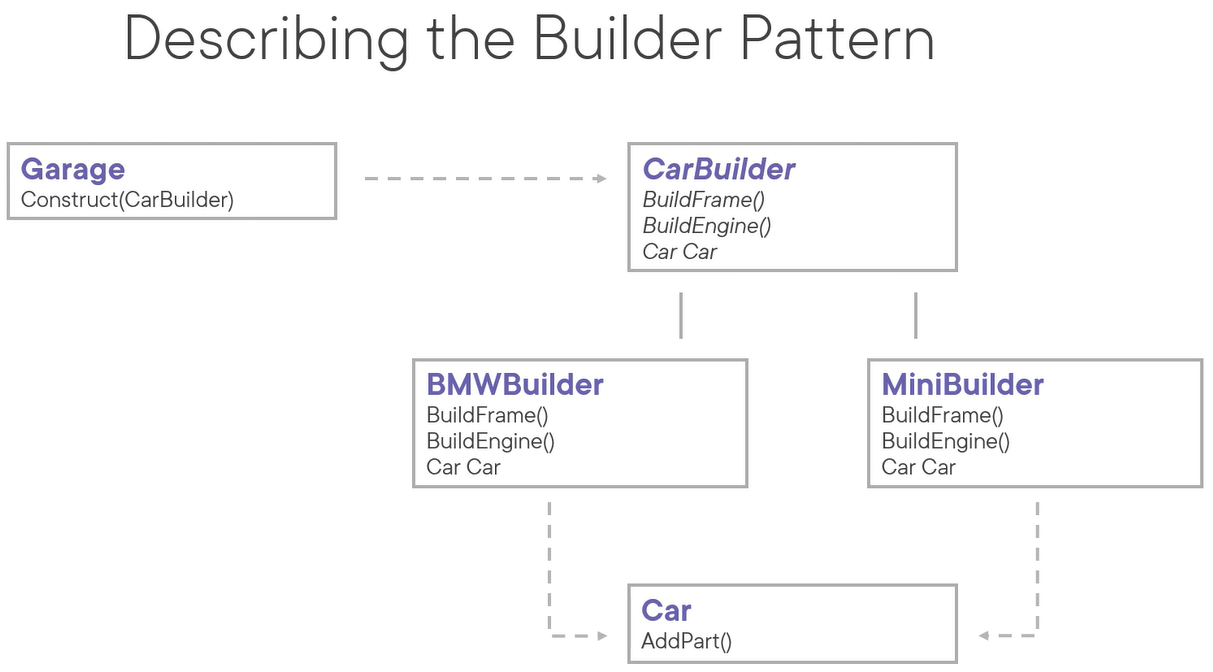 Describing the Builder Pattern
Garage
Construct(CarBuilder)
CarBuilder
BuildFrame()
BuildEngine()
Car Car
BMWBuilder
BuildFrame()
BuildEngine()
Car Car
MiniBuilder
BuildFrame()
BuildEngine()
Car Car
Car
AddPart()